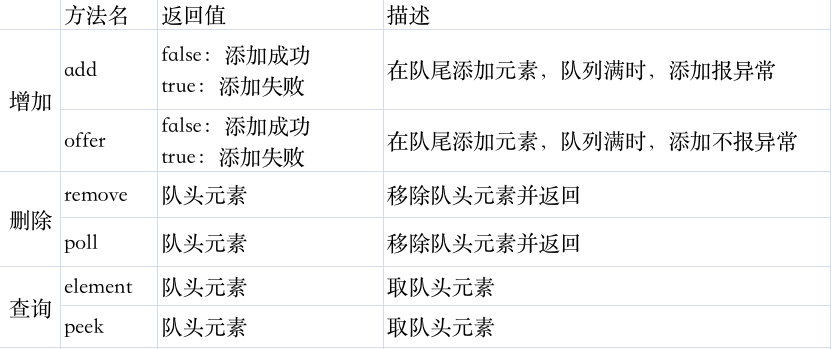 方法名 返回值 描述
增加
add false：添加成功 在队尾添加元素，队列满时，添加报异常
true：添加失败
offer false：添加成功 在队尾添加元素，队列满时，添加不报异常
true：添加失败
删除
remove 队头元素 移除队头元素并返回
poll 队头元素 移除队头元素并返回
查询
element 队头元素 取队头元素
peek 队头元素 取队头元素